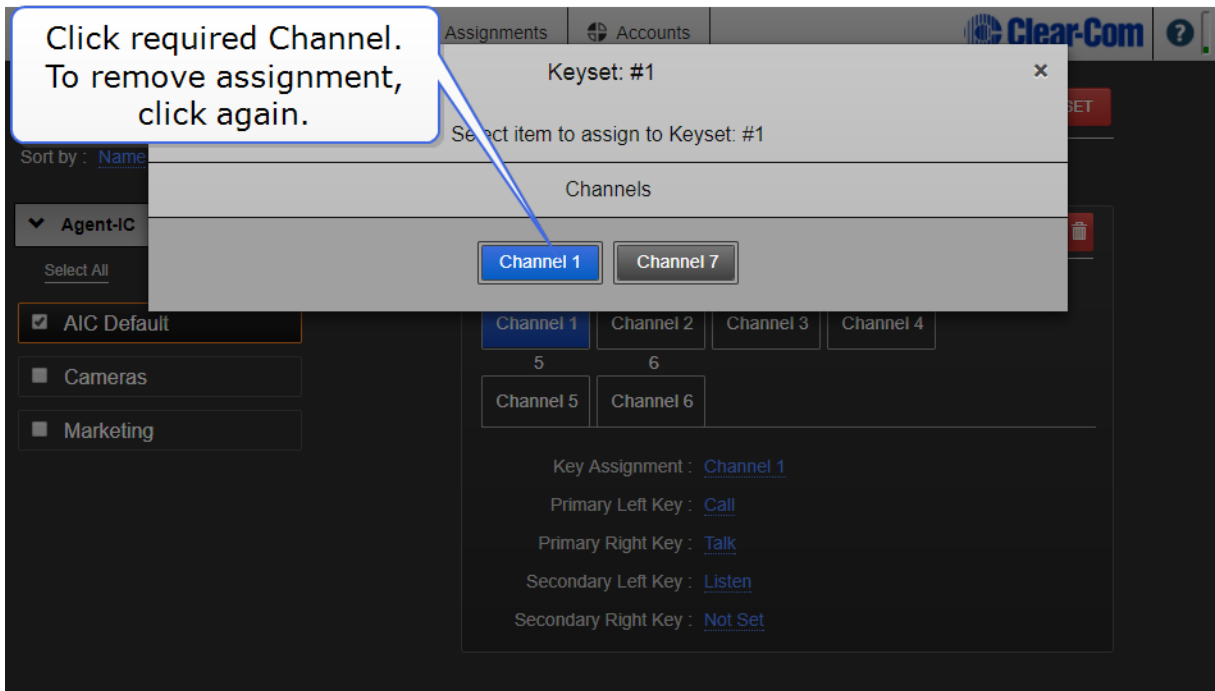 Click required Channel.
To remove assignment,
click again.
Assignments
Accounts
Clear-Com
?
Keyset: #1
×
SET
Select item to assign to Keyset: #1
Sort by : Name
Channels
Agent-IC
Select All
Channel 1
Channel 7
AIC Default
Cameras
Marketing
Channel 1
Channel 2
Channel 3
Channel 4
5
6
Channel 5
Channel 6
Key Assignment : Channel 1
Primary Left Key : Call
Primary Right Key : Talk
Secondary Left Key : Listen
Secondary Right Key : Not Set